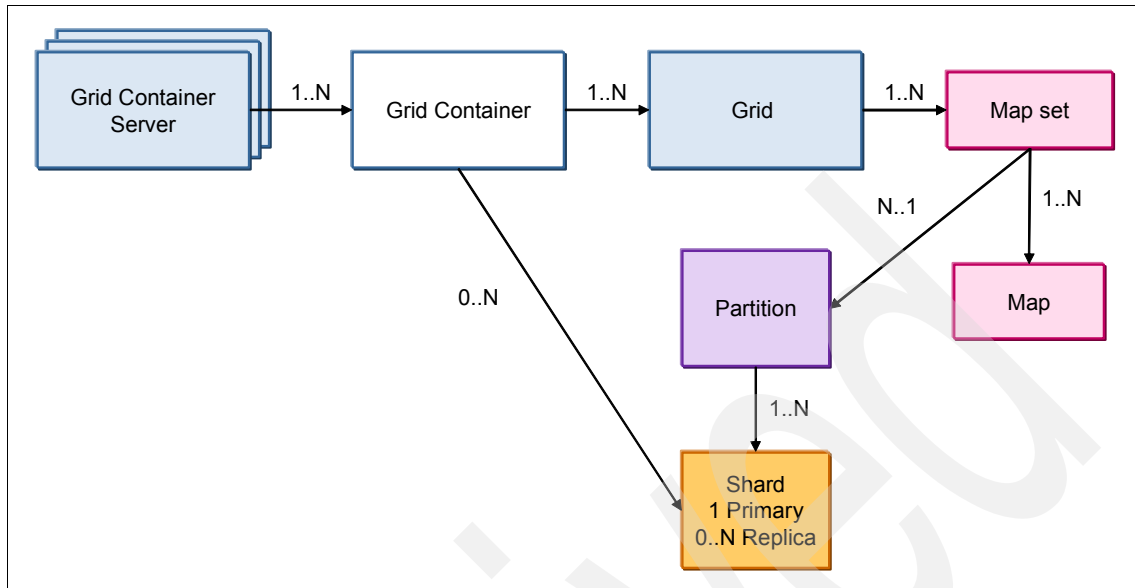 Grid Container
Server
1..N
Grid Container
1..N
Grid
1..N
Map set
N..1
1..N
0..N
Partition
Map
1..N
Shard
1 Primary
0..N Replica